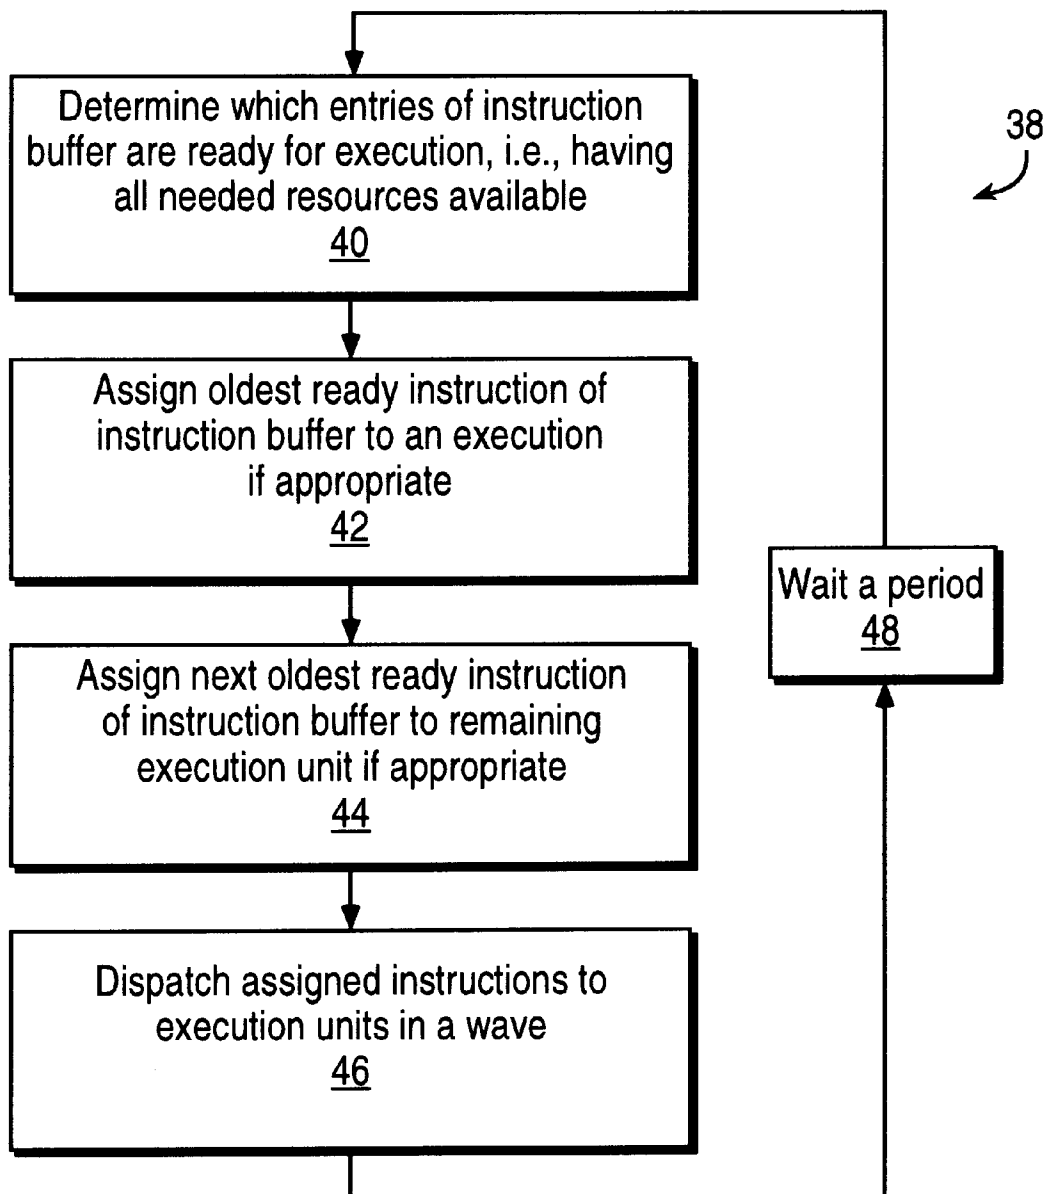 Determine which entries of instruction
buffer are ready for execution, i.e., having
all needed resources available
40
38
Assign oldest ready instruction of
instruction buffer to an execution
if appropriate
42
Wait a period
48
Assign next oldest ready instruction
of instruction buffer to remaining
execution unit if appropriate
44
Dispatch assigned instructions to
execution units in a wave
46